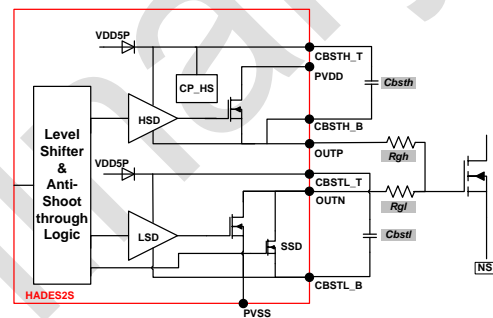 VDD5P
CBSTH_T
PVDD
CP_HS
Cbsth
Level
Shifter
&
Anti-
Shoot
through
Logic
HSD
CBSTH_B
OUTP
Rgh
VDD5P
CBSTL_T
OUTN
Rgl
NS
LSD
SSD
Cbstl
CBSTL_B
HADES2S
PVSS